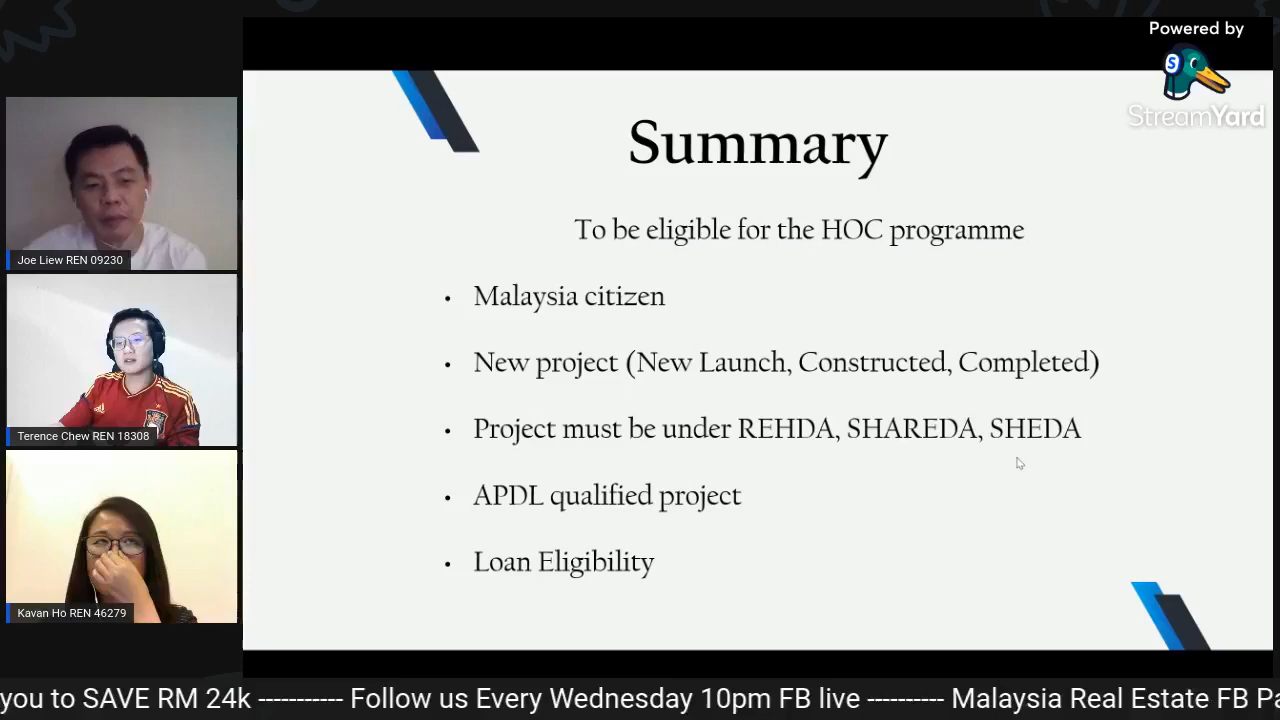 Powered by
StreamYard
Joe Liew REN 09230
Terence Chew REN 18308
Kavan Ho REN 46279
Summary
To be eligible for the HOC programme
• Malaysia citizen
• New project (New Launch, Constructed, Completed)
• Project must be under REHDA, SHAREDA, SHEDA
• APDL qualified project
• Loan Eligibility
you to SAVE RM 24k ----------- Follow us Every Wednesday 10pm FB live ---------- Malaysia Real Estate FB Pa